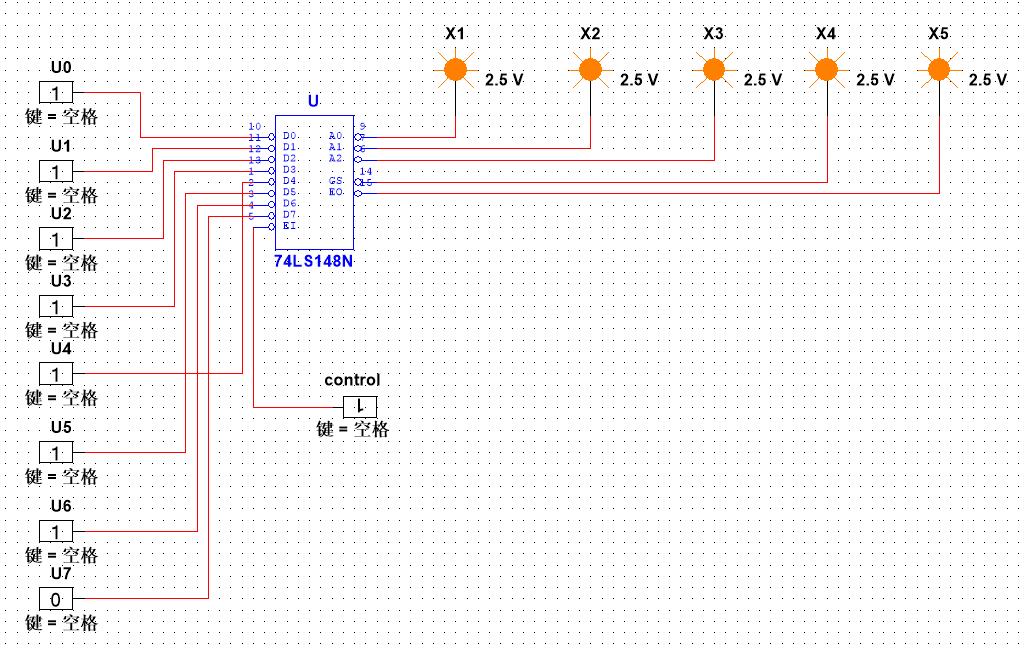 X1
X2
X3
X4
X5
2.5 V
2.5 V
2.5 V
2.5 V
2.5 V
U0
1
键 = 空格
U1
1
键 = 空格
U2
1
键 = 空格
U3
1
键 = 空格
U4
1
键 = 空格
U5
1
键 = 空格
U6
1
键 = 空格
U7
0
键 = 空格
U
10
11
12
13
1
2
3
4
5
D0
D1
D2
D3
D4
D5
D6
D7
EI
A0
A1
A2
GS
EO
9
7
6
14
15
74LS148N
control
键 = 空格